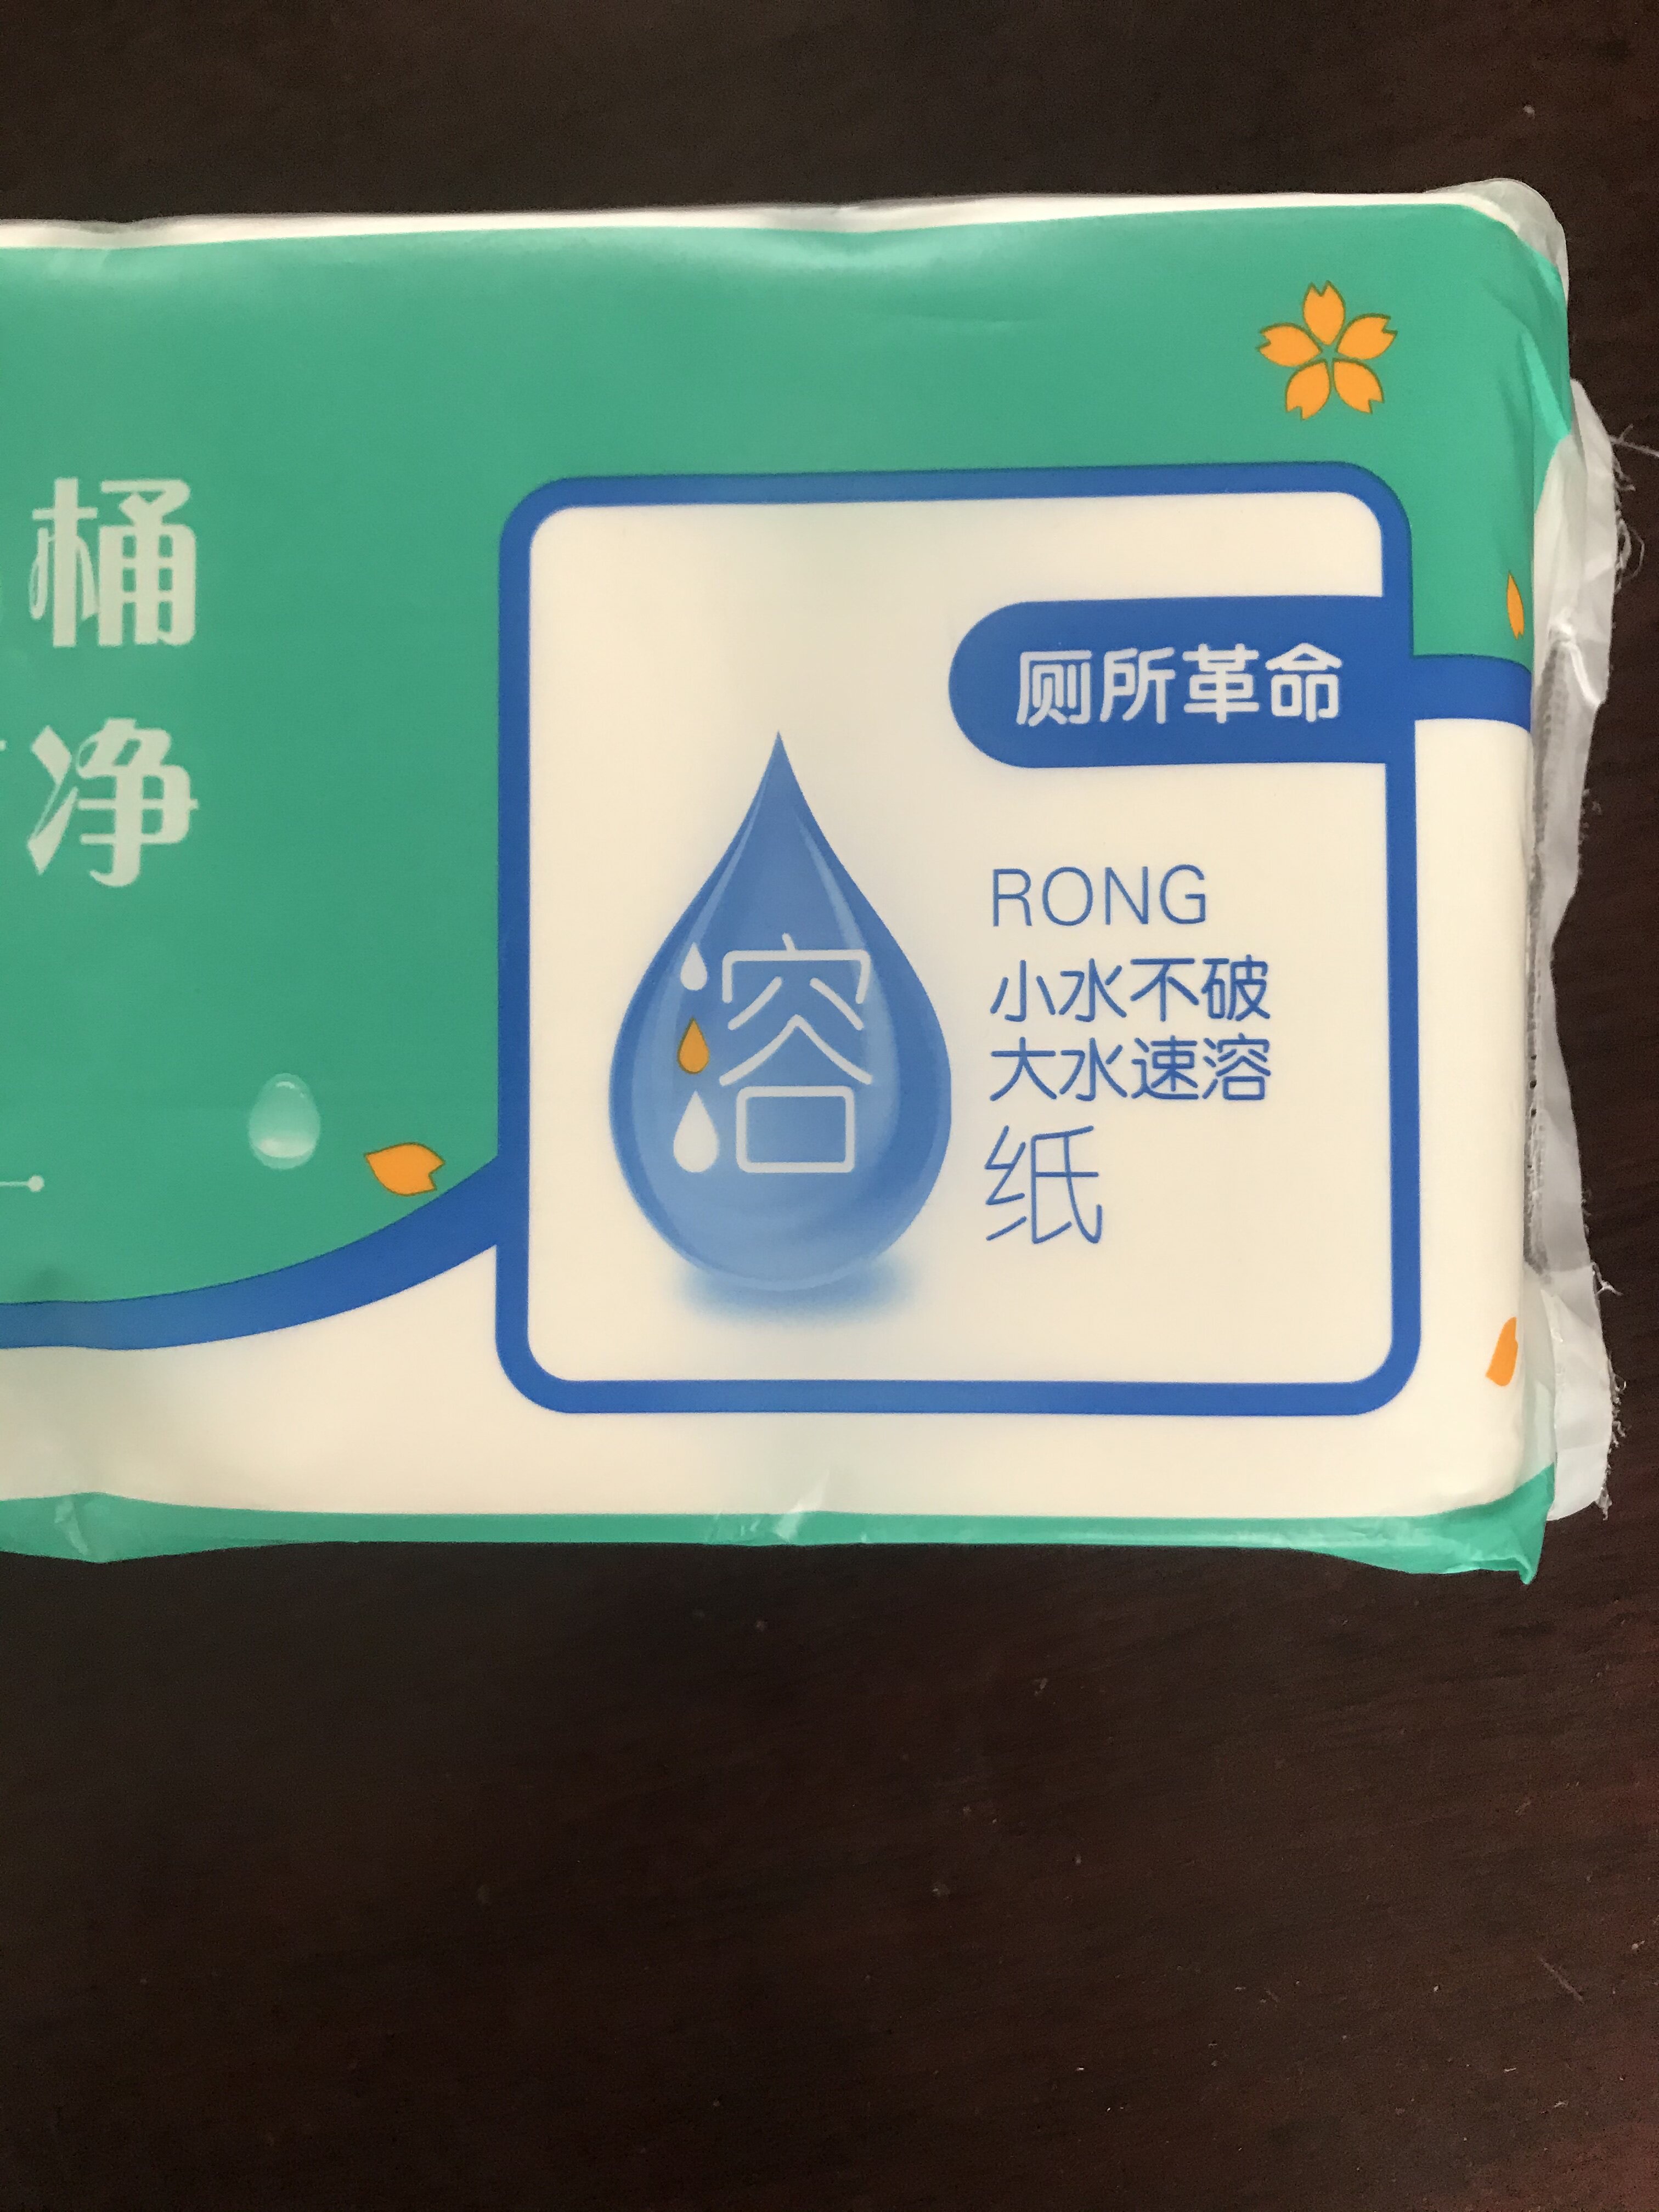 桶
净
厕所革命
溶
RONG
小水不破
大水速溶
纸